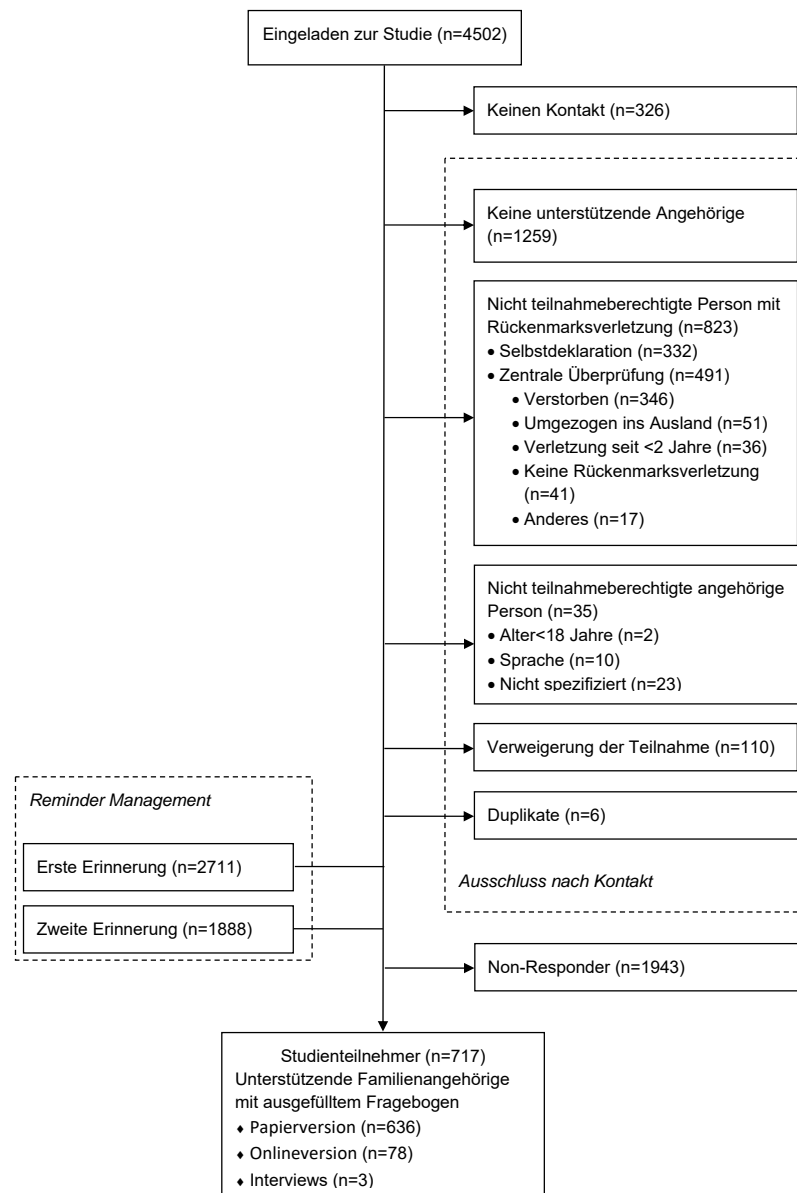 Eingeladen zur Studie (n=4502)
Keinen Kontakt (n=326)
Keine unterstützende Angehörige
(n=1259)
Nicht teilnahmeberechtigte Person mit
Rückenmarksverletzung (n=823)
• Selbstdeklaration (n=332)
• Zentrale Überprüfung (n=491)
• Verstorben (n=346)
• Umgezogen ins Ausland (n=51)
• Verletzung seit <2 Jahre (n=36)
• Keine Rückenmarksverletzung
(n=41)
• Anderes (n=17)
Nicht teilnahmeberechtigte angehörige
Person (n=35)
• Alter<18 Jahre (n=2)
• Sprache (n=10)
• Nicht spezifiziert (n=23)
Verweigerung der Teilnahme (n=110)
Duplikate (n=6)
Ausschluss nach Kontakt
Reminder Management
Erste Erinnerung (n=2711)
Zweite Erinnerung (n=1888)
Non-Responder (n=1943)
Studienteilnehmer (n=717)
Unterstützende Familienangehörige
mit ausgefülltem Fragebogen
♦ Papierversion (n=636)
♦ Onlineversion (n=78)
♦ Interviews (n=3)